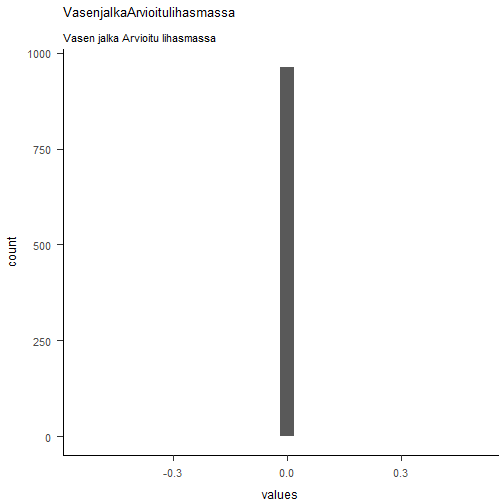 VasenjalkaArvioitulihasmassa
Vasen jalka Arvioitu lihasmassa
1000
750
500
250
0
count
-0.3
0.0
0.3
values